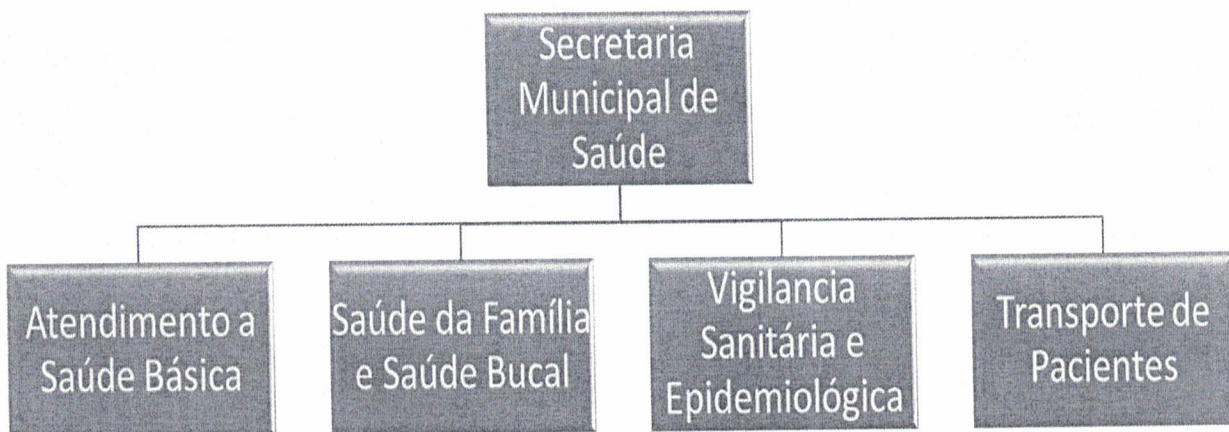 Secretaria
Municipal de
Saúde
Atendimento a
Saúde Básica
Saúde da Família
e Saúde Bucal
Vigilancia
Sanitária e
Epidemiológica
Transporte de
Pacientes